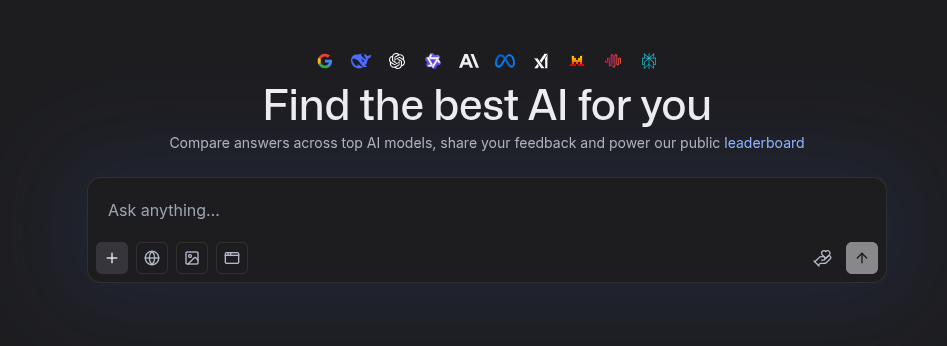 Find the best AI for you
Compare answers across top AI models, share your feedback and power our public leaderboard
Ask anything...